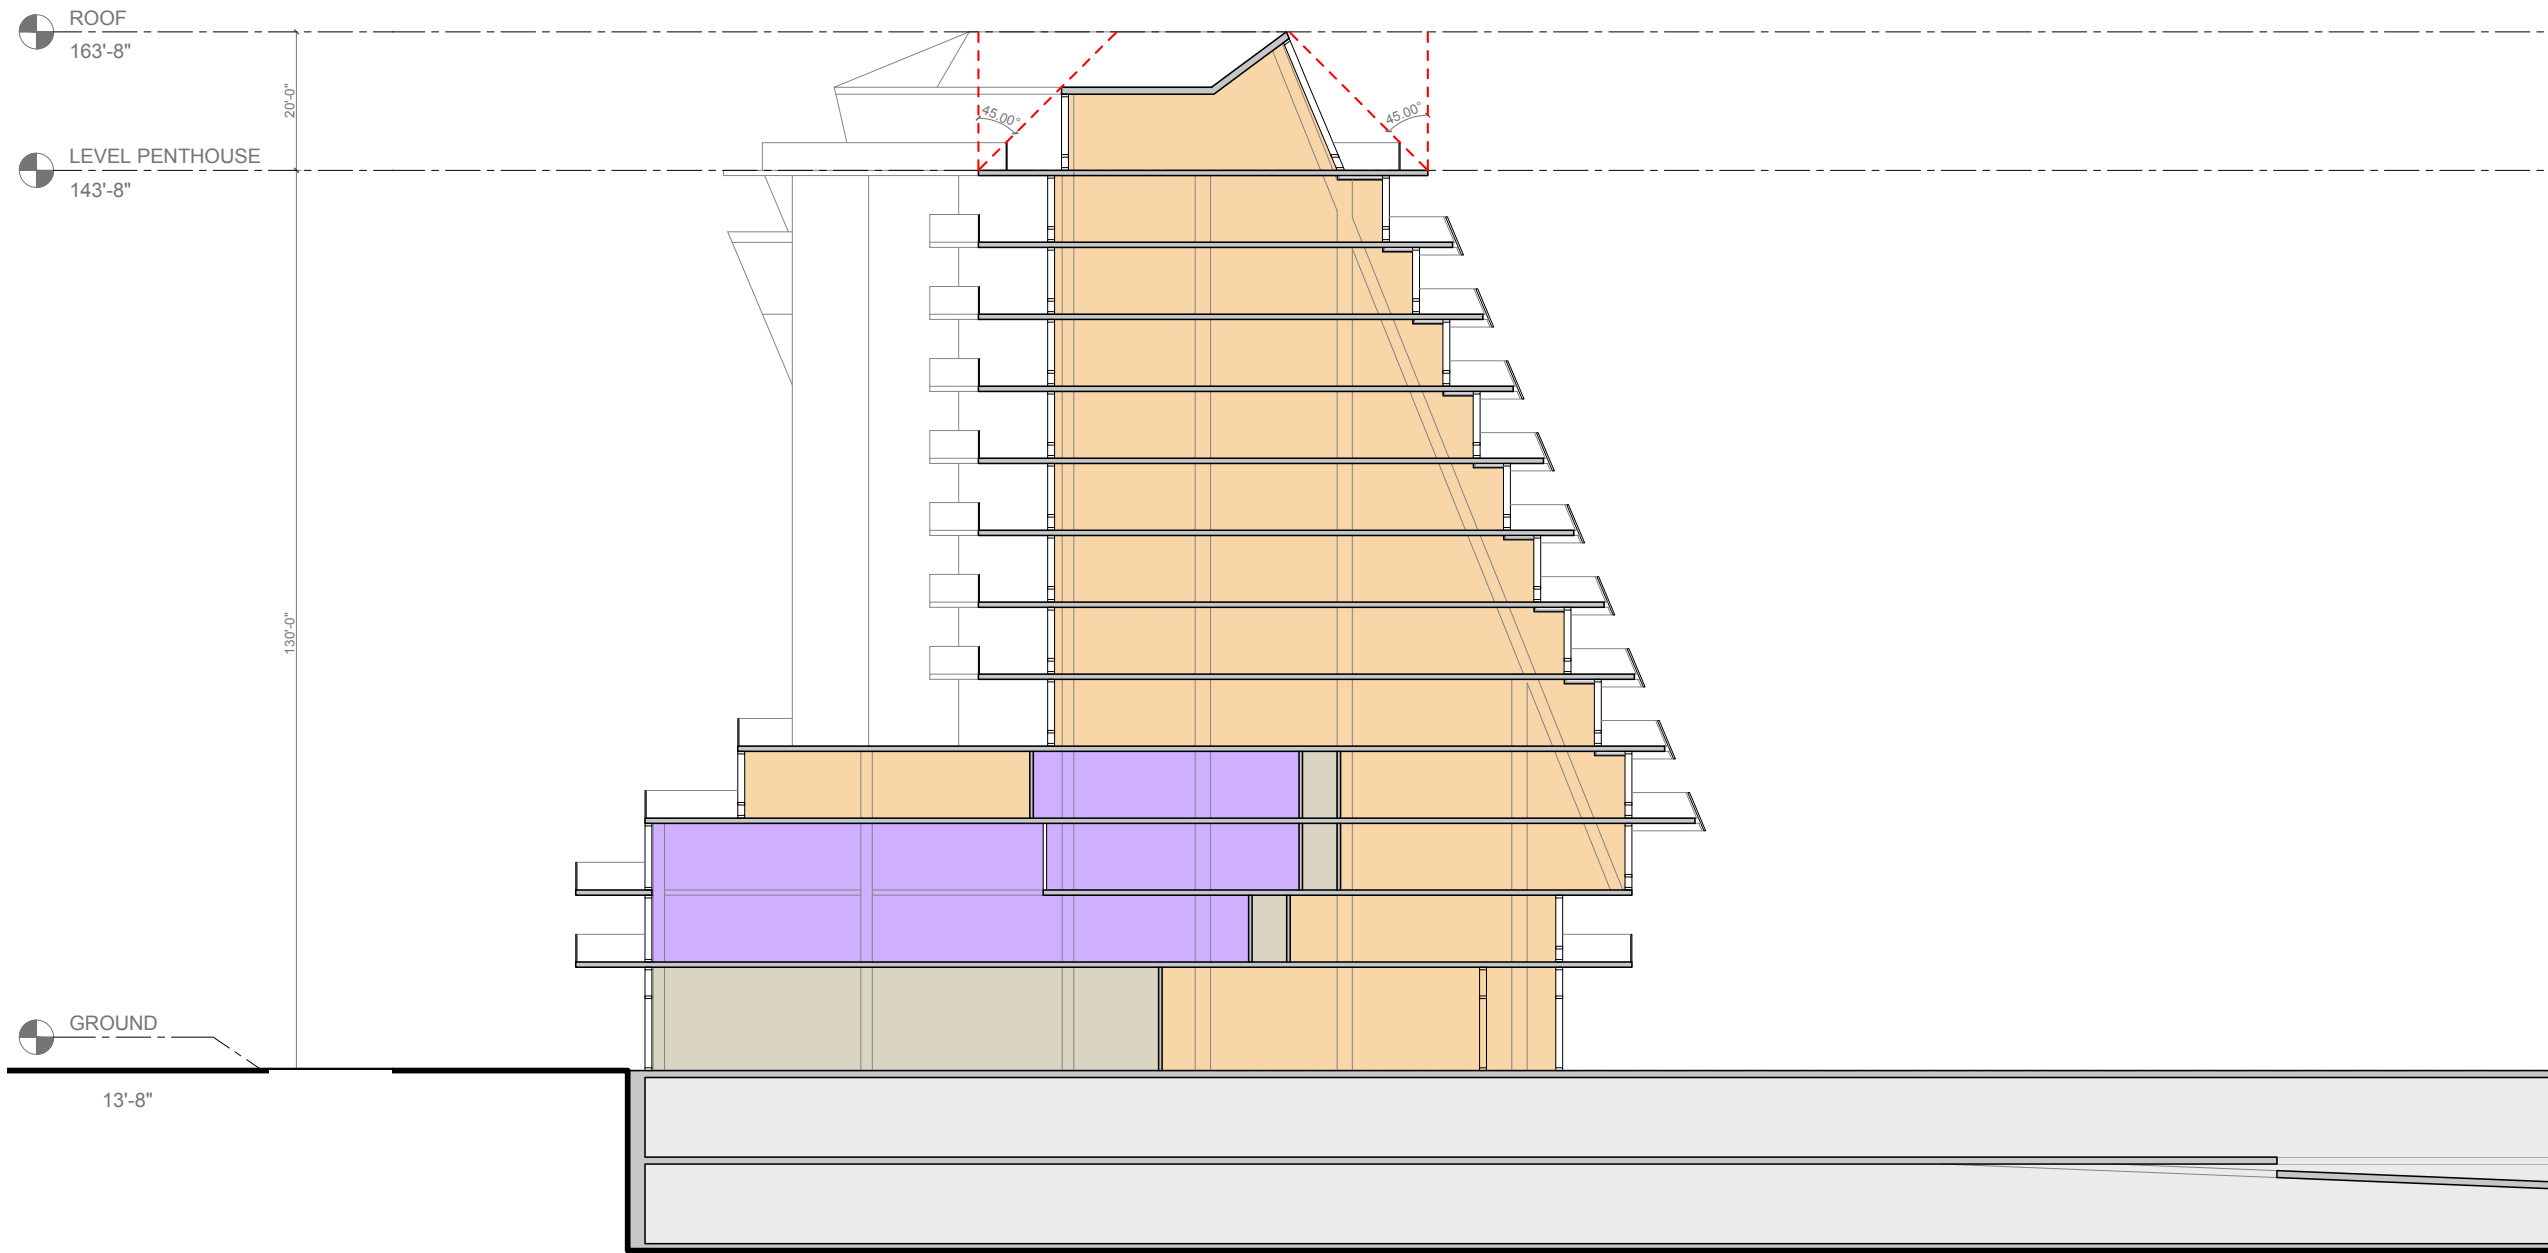 ROOF
163'-8"
20'-0"
45.00°
45.00°
LEVEL PENTHOUSE
143'-8"
130'-0"
GROUND
13'-8"